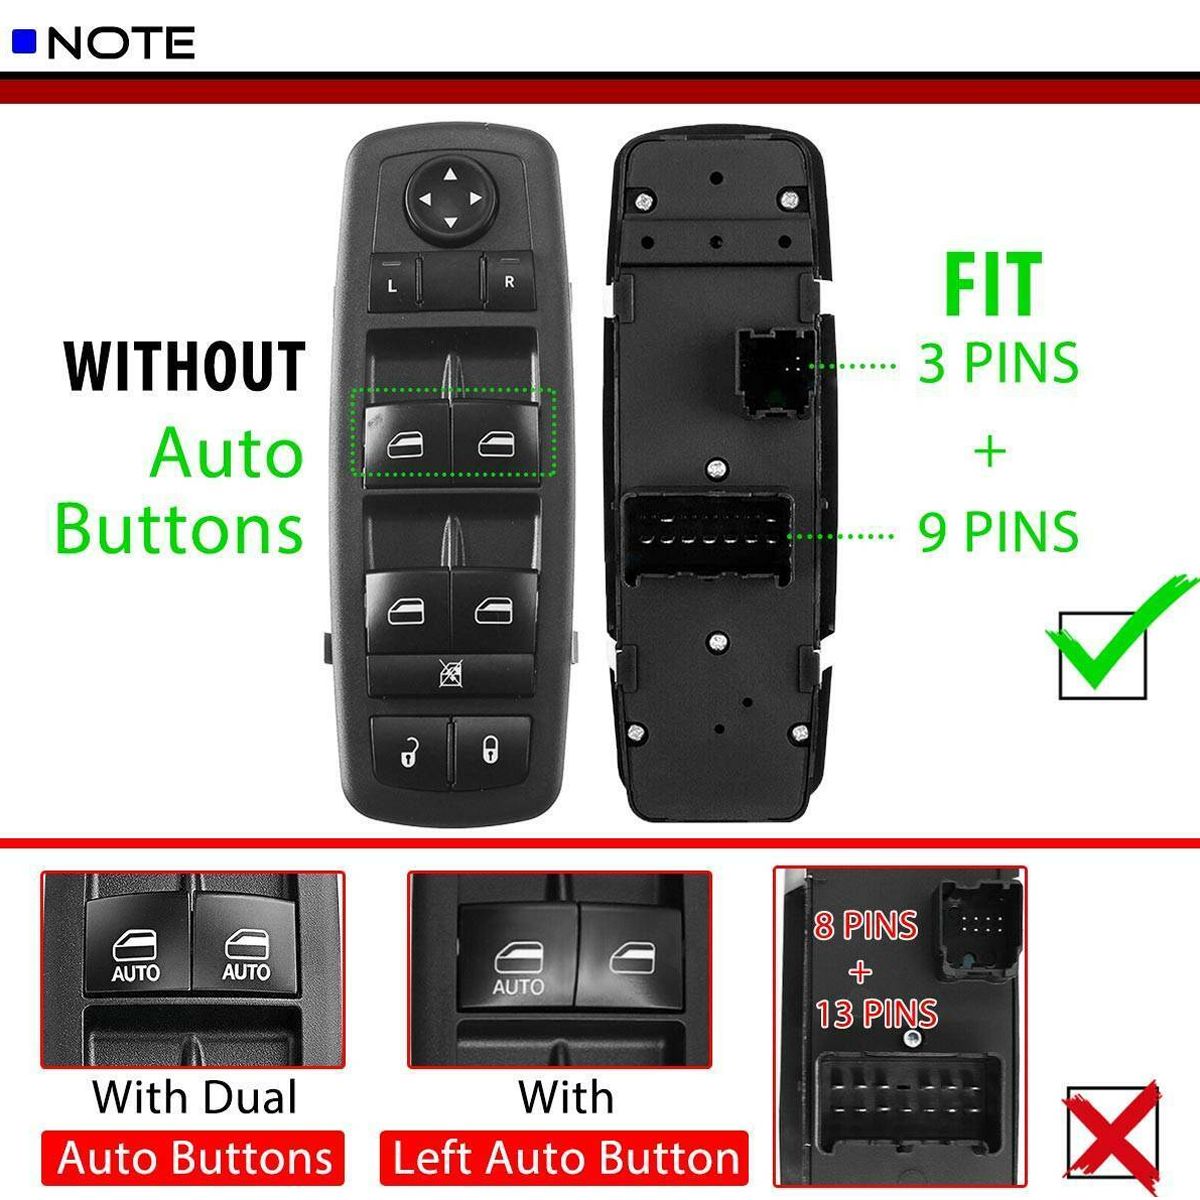 NOTE
WITHOUT
Auto
Buttons
L R
FIT
3 PINS
+
9 PINS
AUTO AUTO
With Dual
Auto Buttons
AUTO
With
Left Auto Button
8 PINS
+
13 PINS